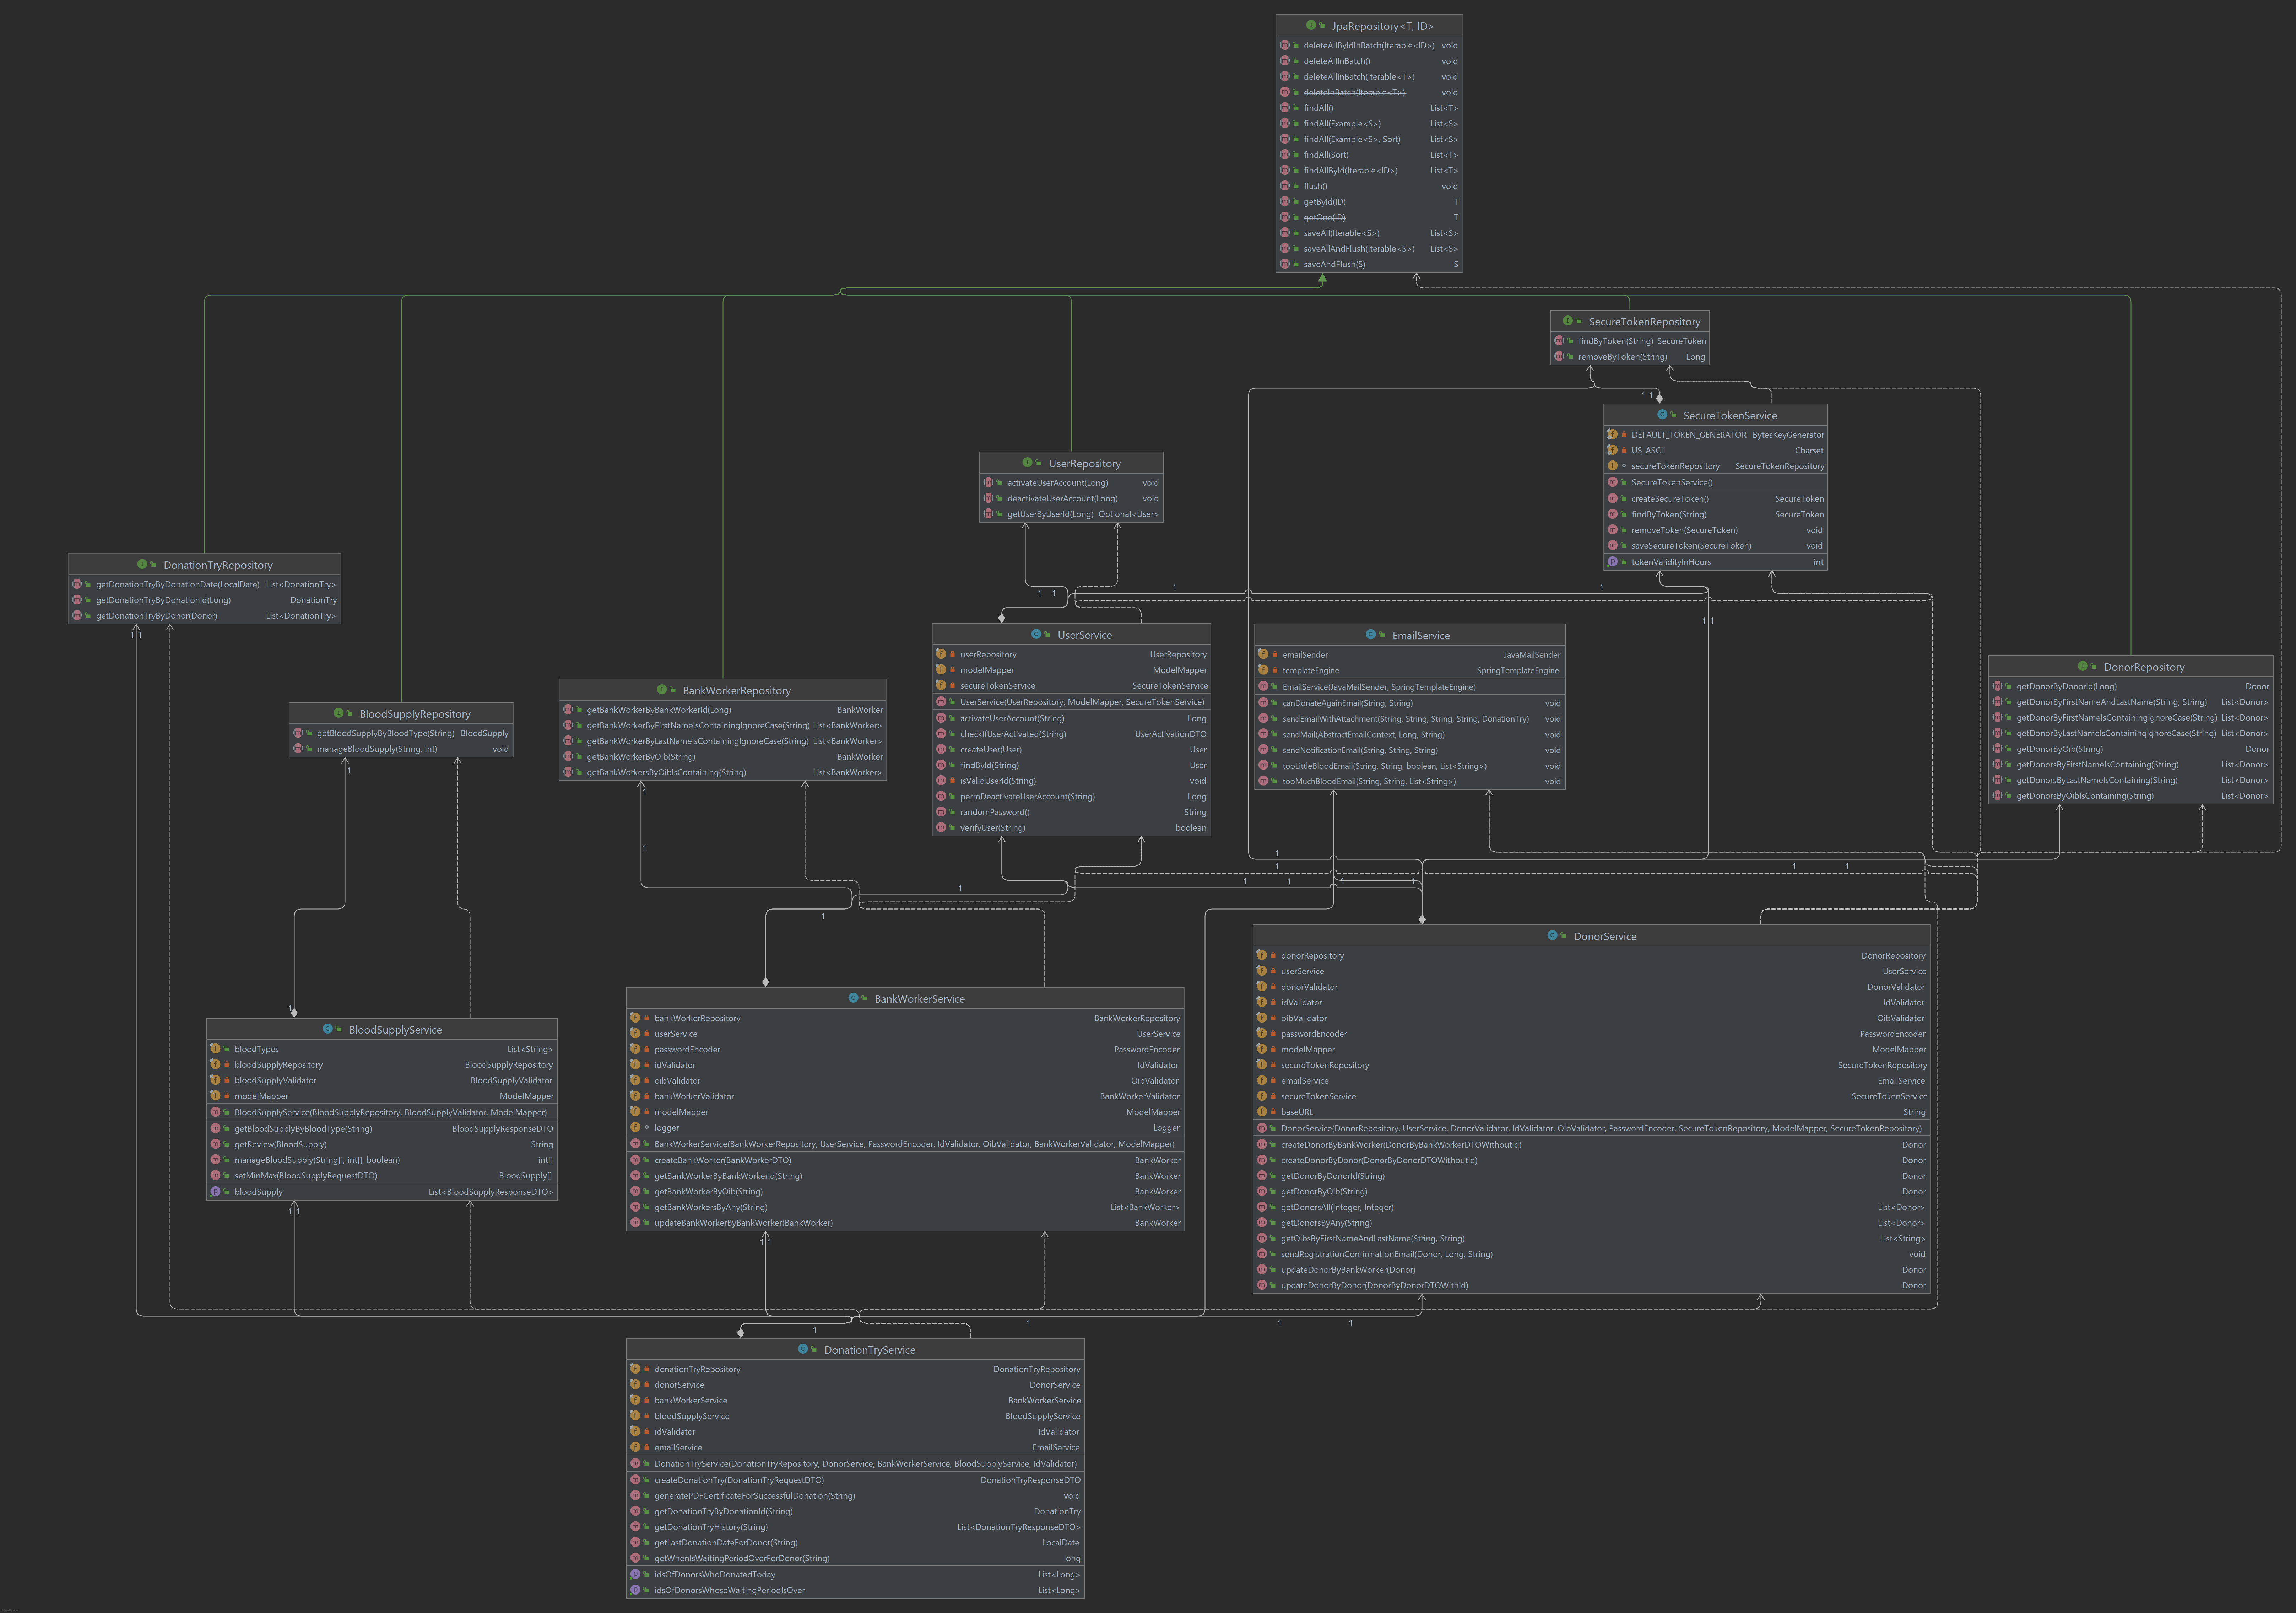 JpaRepository<T, ID>
deleteAllByIdInBatch(Iterable<ID>) void
deleteAllInBatch() void
deleteAllInBatch(Iterable<T>) void
deleteInBatch(Iterable<T>) void
findAll() List<T>
findAll(Example<S>) List<S>
findAll(Example<S>, Sort) List<S>
findAll(Sort) List<T>
findAllById(Iterable<ID>) List<T>
flush() void
getById(ID) T
getOne(ID) T
saveAll(Iterable<S>) List<S>
saveAllAndFlush(Iterable<S>) List<S>
saveAndFlush(S) S
SecureTokenRepository
findByToken(String) SecureToken
removeByToken(String) Long
1 1
SecureTokenService
DEFAULT_TOKEN_GENERATOR BytesKeyGenerator
US_ASCII Charset
secureTokenRepository SecureTokenRepository
SecureTokenService()
createSecureToken() SecureToken
findByToken(String) SecureToken
removeToken(SecureToken) void
saveSecureToken(SecureToken) void
tokenValidityInHours int
UserRepository
activateUserAccount(Long) void
deactivateUserAccount(Long) void
getUserByUserId(Long) Optional<User>
DonationTryRepository
getDonationTryByDonationDate(LocalDate) List<DonationTry>
getDonationTryByDonationId(Long) DonationTry
getDonationTryByDonor(Donor) List<DonationTry>
1 1
1 1 1 1
1 1
UserService
userRepository UserRepository
modelMapper ModelMapper
secureTokenService SecureTokenService
UserService(UserRepository, ModelMapper, SecureTokenService)
activateUserAccount(String) Long
checkIfUserActivated(String) UserActivationDTO
createUser(User) User
findById(String) User
isValidUserId(String) void
permDeactivateUserAccount(String) Long
randomPassword() String
verifyUser(String) boolean
EmailService
emailSender JavaMailSender
templateEngine SpringTemplateEngine
EmailService(JavaMailSender, SpringTemplateEngine)
canDonateAgainEmail(String, String) void
sendEmailWithAttachment(String, String, String, String, DonationTry) void
sendMail(AbstractEmailContext, Long, String) void
sendNotificationEmail(String, String, String) void
tooLittleBloodEmail(String, String, boolean, List<String>) void
tooMuchBloodEmail(String, String, List<String>) void
DonorRepository
getDonorByDonorId(Long) Donor
getDonorByFirstNameAndLastName(String, String) List<Donor>
getDonorByFirstNameIsContainingIgnoreCase(String) List<Donor>
getDonorByLastNameIsContainingIgnoreCase(String) List<Donor>
getDonorByOib(String) Donor
getDonorsByFirstNameIsContaining(String) List<Donor>
getDonorsByLastNameIsContaining(String) List<Donor>
getDonorsByOibIsContaining(String) List<Donor>
BankWorkerRepository
getBankWorkerByBankWorkerId(Long) BankWorker
getBankWorkerByFirstNameIsContainingIgnoreCase(String) List<BankWorker>
getBankWorkerByLastNameIsContainingIgnoreCase(String) List<BankWorker>
getBankWorkerByOib(String) BankWorker
getBankWorkersByOibIsContaining(String) List<BankWorker>
BloodSupplyRepository
getBloodSupplyByBloodType(String) BloodSupply
manageBloodSupply(String, int) void
1
1
1
1
1 1 1
1 1 1 1 1
1
1
DonorService
donorRepository DonorRepository
userService UserService
donorValidator DonorValidator
idValidator IdValidator
oibValidator OibValidator
passwordEncoder PasswordEncoder
modelMapper ModelMapper
secureTokenRepository SecureTokenRepository
emailService EmailService
secureTokenService SecureTokenService
baseURL String
DonorService(DonorRepository, UserService, DonorValidator, IdValidator, OibValidator, PasswordEncoder, SecureTokenRepository, ModelMapper, SecureTokenRepository)
createDonorByBankWorker(DonorByBankWorkerDTOWithoutId) Donor
createDonorByDonor(DonorByDonorDTOWithoutId) Donor
getDonorByDonorId(String) Donor
getDonorByOib(String) Donor
getDonorsAll(Integer, Integer) List<Donor>
getDonorsByAny(String) List<Donor>
getOibsByFirstNameAndLastName(String, String) List<String>
sendRegistrationConfirmationEmail(Donor, Long, String) void
updateDonorByBankWorker(Donor) Donor
updateDonorByDonor(DonorByDonorDTOWithId) Donor
BankWorkerService
bankWorkerRepository BankWorkerRepository
userService UserService
passwordEncoder PasswordEncoder
idValidator IdValidator
oibValidator OibValidator
bankWorkerValidator BankWorkerValidator
modelMapper ModelMapper
logger Logger
BankWorkerService(BankWorkerRepository, UserService, PasswordEncoder, IdValidator, OibValidator, BankWorkerValidator, ModelMapper)
createBankWorker(BankWorkerDTO) BankWorker
getBankWorkerByBankWorkerId(String) BankWorker
getBankWorkerByOib(String) BankWorker
getBankWorkersByAny(String) List<BankWorker>
updateBankWorkerByBankWorker(BankWorker) BankWorker
BloodSupplyService
bloodTypes List<String>
bloodSupplyRepository BloodSupplyRepository
bloodSupplyValidator BloodSupplyValidator
modelMapper ModelMapper
BloodSupplyService(BloodSupplyRepository, BloodSupplyValidator, ModelMapper)
getBloodSupplyByBloodType(String) BloodSupplyResponseDTO
getReview(BloodSupply) String
manageBloodSupply(String[], int[], boolean) int[]
setMinMax(BloodSupplyRequestDTO) BloodSupply[]
bloodSupply List<BloodSupplyResponseDTO>
1 1
1 1
1 1 1 1
DonationTryService
donationTryRepository DonationTryRepository
donorService DonorService
bankWorkerService BankWorkerService
bloodSupplyService BloodSupplyService
idValidator IdValidator
emailService EmailService
DonationTryService(DonationTryRepository, DonorService, BankWorkerService, BloodSupplyService, IdValidator)
createDonationTry(DonationTryRequestDTO) DonationTryResponseDTO
generatePDFCertificateForSuccessfulDonation(String) void
getDonationTryByDonationId(String) DonationTry
getDonationTryHistory(String) List<DonationTryResponseDTO>
getLastDonationDateForDonor(String) LocalDate
getWhenIsWaitingPeriodOverForDonor(String) long
idsOfDonorsWhoDonatedToday List<Long>
idsOfDonorsWhoseWaitingPeriodIsOver List<Long>